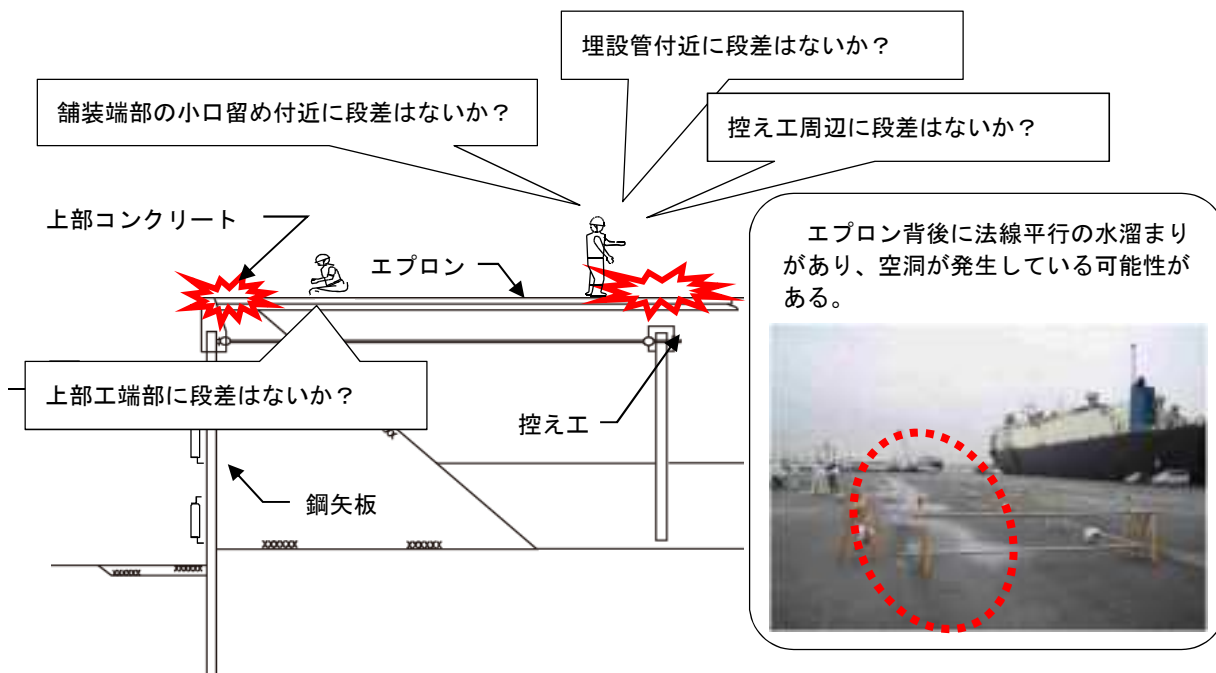 埋設管付近に段差はないか？
舗装端部の小口留め付近に段差はないか？
控え工周辺に段差はないか？
上部コンクリート
エプロン
エプロン背後に法線平行の水溜まり
があり、空洞が発生している可能性が
ある。
上部工端部に段差はないか？
控え工
鋼矢板